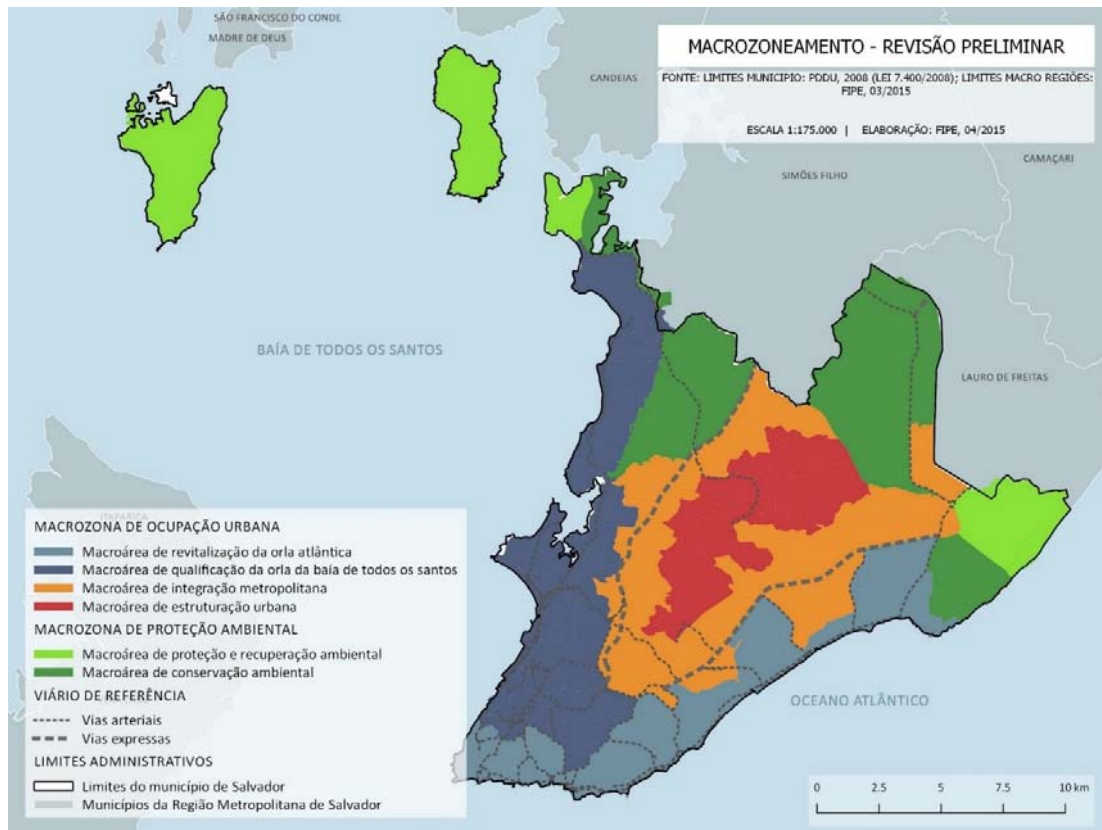 SÃO FRANCISCO DO CONDE
MADRE DE DEUS
CANDEIAS
MACROZONEAMENTO - REVISÃO PRELIMINAR
FONTE: LIMITES MUNICIPIO: PDDU, 2008 (LEI 7.400/2008); LIMITES MACRO REGIÕES:
FIPE, 03/2015
ESCALA 1:175.000 | ELABORAÇÃO: FIPE, 04/2015
CAMAÇARI
SIMÕES FILHO
BAÍA DE TODOS OS SANTOS
LAURO DE FREITAS
ITAPARICA
MACROZONA DE OCUPAÇÃO URBANA
Macroárea de revitalização da orla atlântica
Macroárea de qualificação da orla da baía de todos os santos
Macroárea de integração metropolitana
Macroárea de estruturação urbana
MACROZONA DE PROTEÇÃO AMBIENTAL
Macroárea de proteção e recuperação ambiental
Macroárea de conservação ambiental
VIÁRIO DE REFERÊNCIA
Vias arteriais
Vias expressas
LIMITES ADMINISTRATIVOS
Limites do município de Salvador
Municípios da Região Metropolitana de Salvador
OCEANO ATLÂNTICO
0 2.5 5 7.5 10 km